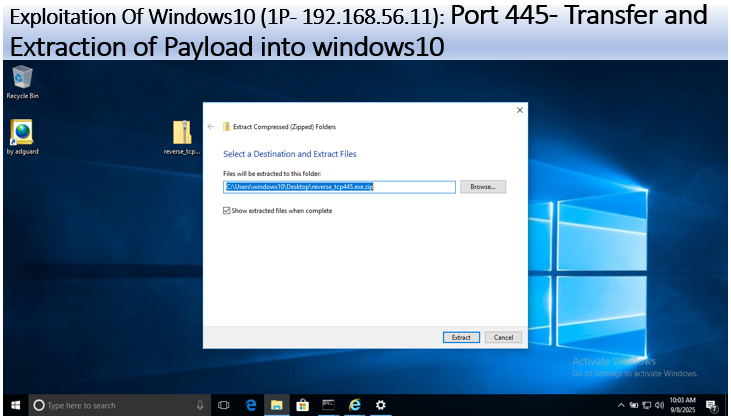 Exploitation Of Windows10 (1P- 192.168.56.11): Port 445- Transfer and
Extraction of Payload into windows10
Recycle Bin
by adguard
reverse_tcp...
Extract Compressed (Zipped) Folders
Select a Destination and Extract Files
Files will be extracted to this folder:
C:\Users\windows10\Desktop\reverse_tcp445.exe.zip
Browse...
Show extracted files when complete
Extract
Cancel
Activate Windows
Go to Settings to activate Windows.
Type here to search
10:03 AM
9/8/2025